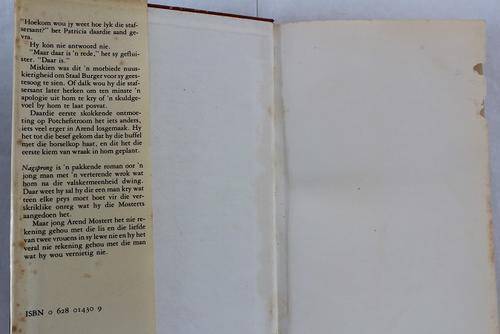 "Hoekom wou jy weet hoe lyk die staf-
sersant?" het Patricia daardie aand ge-
vra.
Hy kon nie antwoord nie.
"Maar daar is 'n rede," het sy gefluis-
ter. "Daar is."
Miskien was dit 'n morbiede nuus-
kierigheid om Staal Burger voor sy gees-
tesoog te sien. Of dalk wou hy die staf-
sersant later herken om ten minste 'n
apologie uit hom te kry of 'n skuldge-
voel by hom te laat posvat.
Daardie eerste skokkende ontmoe-
ting op Potchefstroom het iets anders,
iets veel erger in Arend losgemaak. Hy
het tot die besef gekom dat hy die buffel
met die borselkop haat, en dit het die
eerste kiem van wraak in hom geplant.
Nagsprong is 'n pakkende roman oor 'n
jong man met 'n verterende wrok wat
hom na die valskermeenheid dwing.
Daar weet hy sal hy die een man kry wat
teen elke prys moet boet vir die ver-
skriklike onreg wat hy die Mosterts
aangedoen het.
Maar jong Arend Mostert het nie re-
kening gehou met die lis en die liefde
van twee vrouens in sy lewe nie en hy het
veral nie rekening gehou met die man
wat hy wou vernietig nie.
ISBN 0 628 01430 9